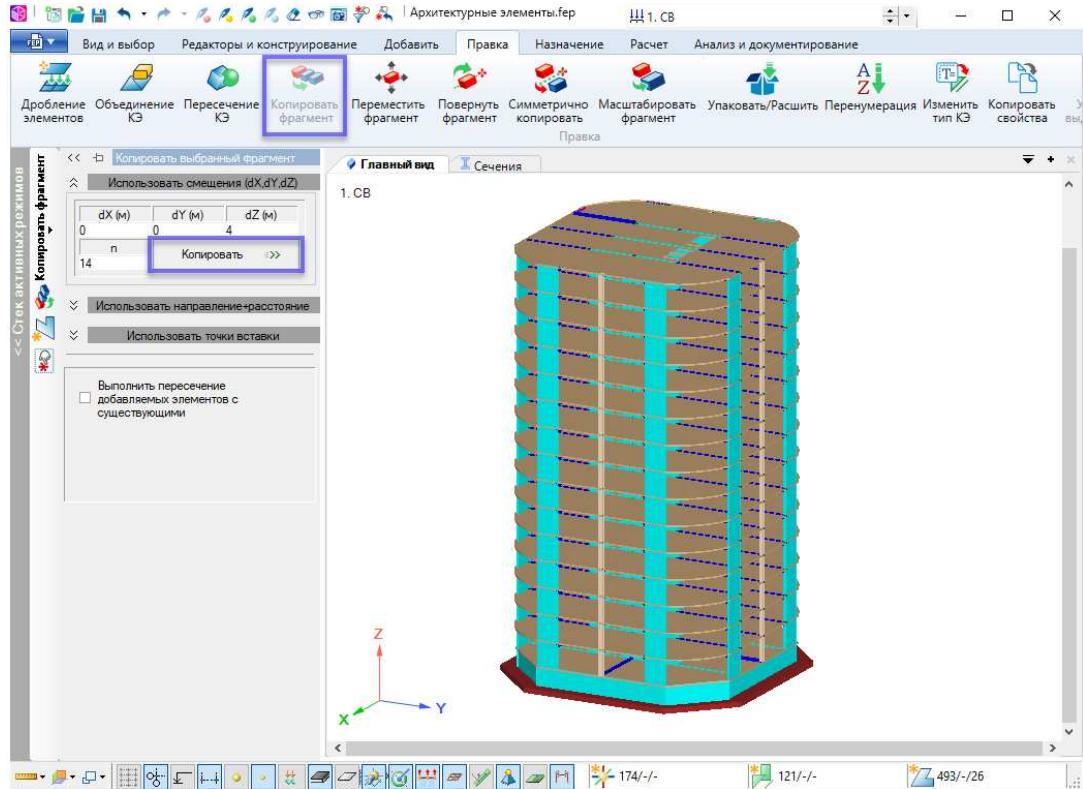 Архитектурные элементы.fep
1. СВ
FEP
Вид и выбор
Редакторы и конструирование
Добавить
Правка
Назначение
Расчет
Анализ и документирование
Дробление элементов
Объединение КЭ
Пересечение КЭ
Копировать фрагмент
Переместить фрагмент
Повернуть фрагмент
Симметрично копировать
Масштабировать фрагмент
Упаковать/Расшить
Перенумерация
Изменить тип КЭ
Копировать свойства
Правка
<< Стек активных режимов
Копировать фрагмент
<< Копировать выбранный фрагмент
Использовать смещения (dX,dY,dZ)
dX (м) dY (м) dZ (м)
0 0 4
n
14
Копировать >>
Использовать направление+расстояние
Использовать точки вставки
Выполнить пересечение
добавляемых элементов с
существующими
Главный вид
Сечения
1. СВ
Z
X
Y
174/-/-
121/-/-
493/-/26